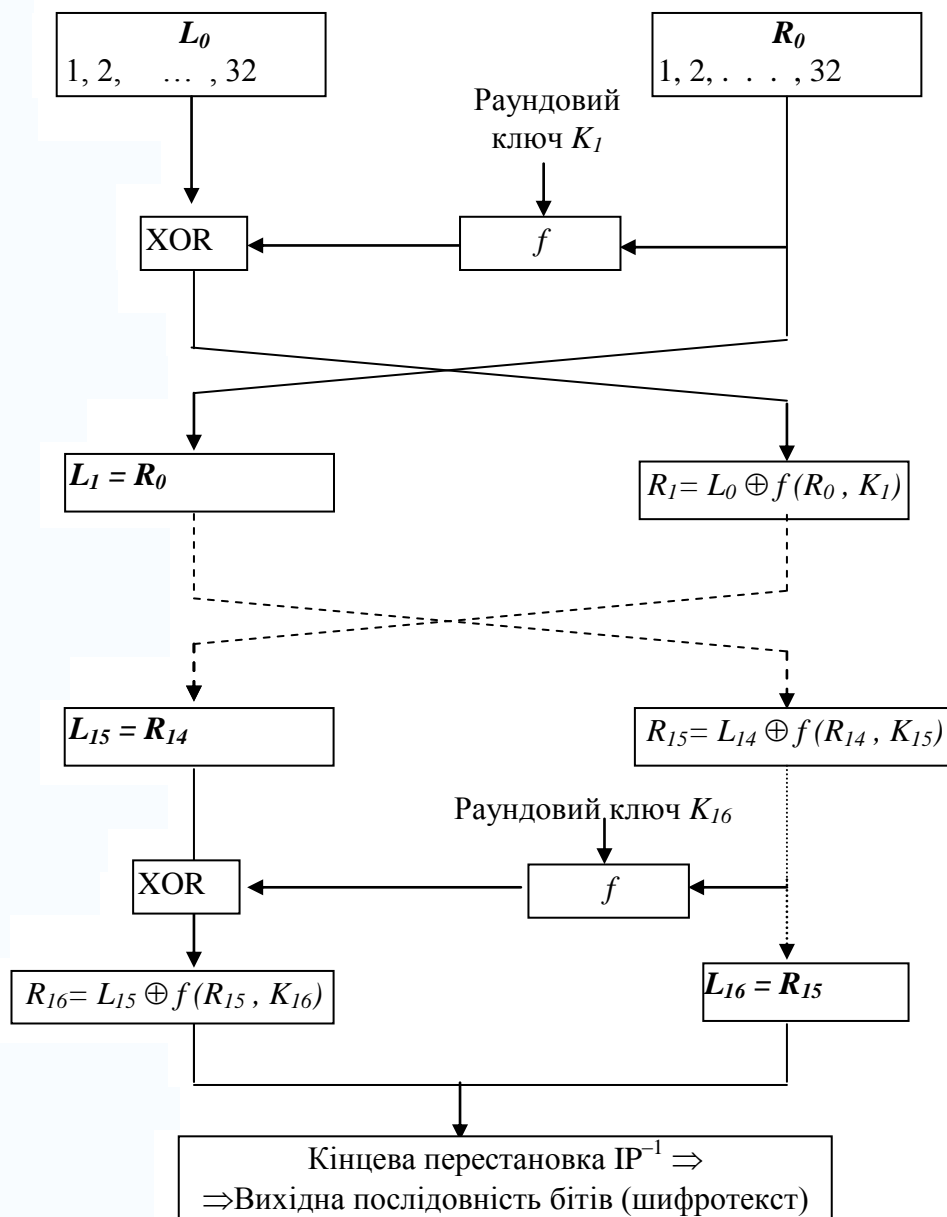 L₀
R₀
1, 2, … , 32
1, 2, . . . , 32
Раундовий
ключ K₁
XOR
f
L₁ = R₀
R₁= L₀ ⊕ f(R₀ , K₁)
L₁₅ = R₁₄
R₁₅= L₁₄ ⊕ f(R₁₄ , K₁₅)
Раундовий ключ K₁₆
XOR
f
R₁₆= L₁₅ ⊕ f(R₁₅ , K₁₆)
L₁₆ = R₁₅
Кінцева перестановка IP⁻¹ ⇒
⇒Вихідна послідовність бітів (шифротекст)